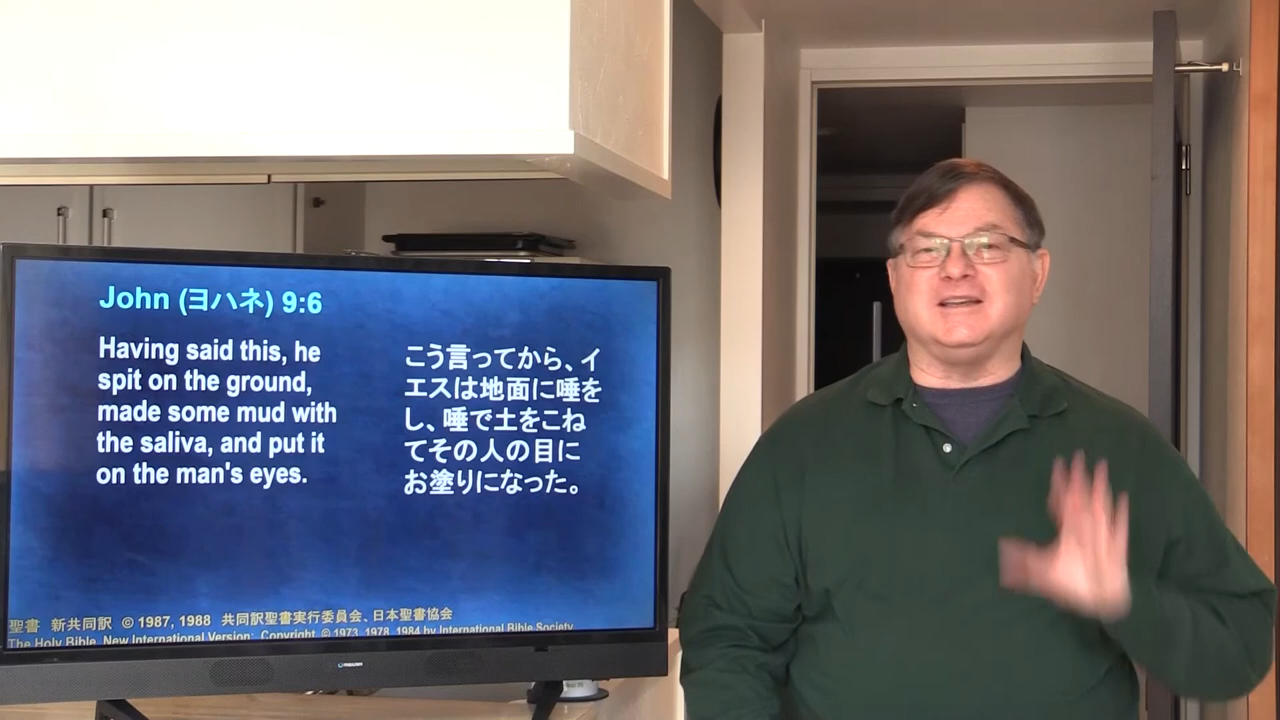 John (ヨハネ) 9:6
Having said this, he
spit on the ground,
made some mud with
the saliva, and put it
on the man's eyes.
こう言ってから、イ
エスは地面に唾を
し、唾で土をこね
てその人の目に
お塗りになった。
聖書 新共同訳 © 1987, 1988 共同訳聖書実行委員会、日本聖書協会
The Holy Bible, New International Version: Copyright © 1973, 1978, 1984 by International Bible Society